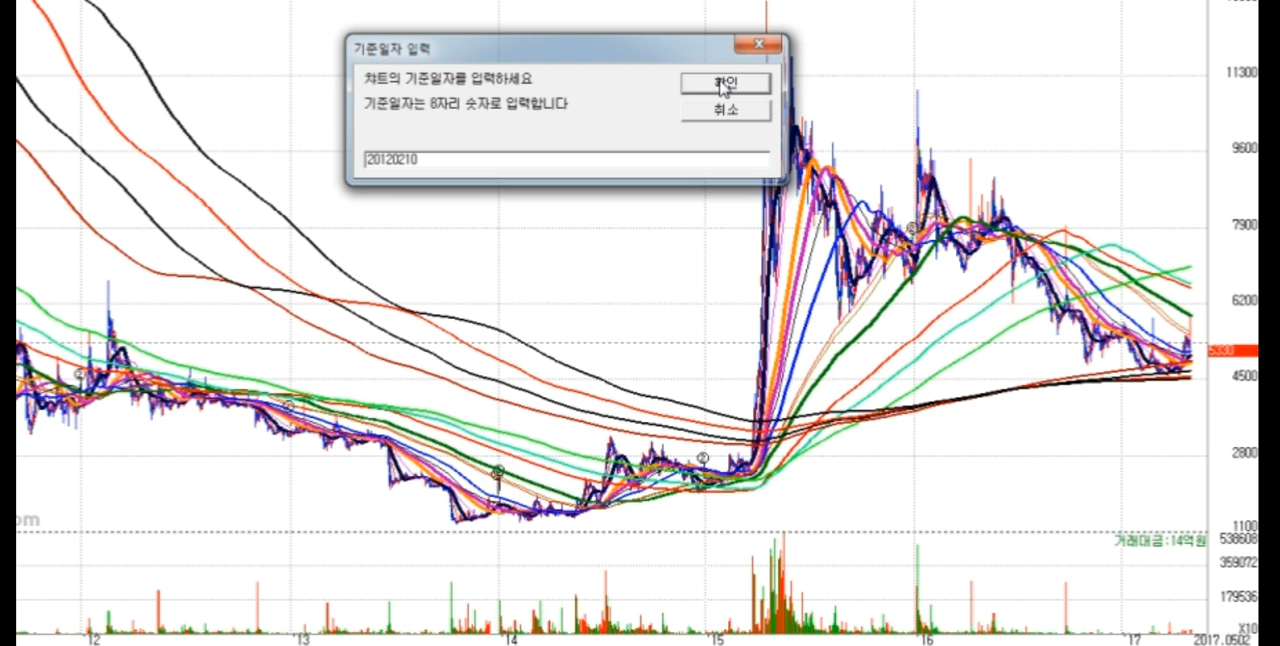 기준일자 입력
차트의 기준일자를 입력하세요
확인
기준일자는 8자리 숫자로 입력합니다
취소
20120210
11300
9600
7900
6200
5330
4500
2800
1100
om
거래대금:14억원
538608
359072
179536
X10
'12
'13
'14
'15
'16
'17
2017.0502